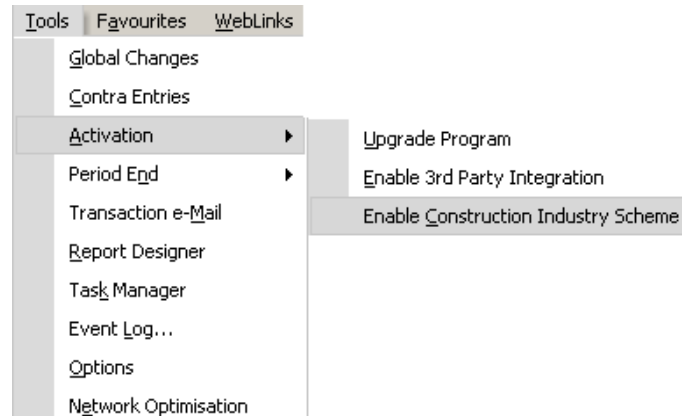 Tools Favourites WebLinks
Global Changes
Contra Entries
Activation
Period End
Transaction e-Mail
Report Designer
Task Manager
Event Log...
Options
Network Optimisation
Upgrade Program
Enable 3rd Party Integration
Enable Construction Industry Scheme